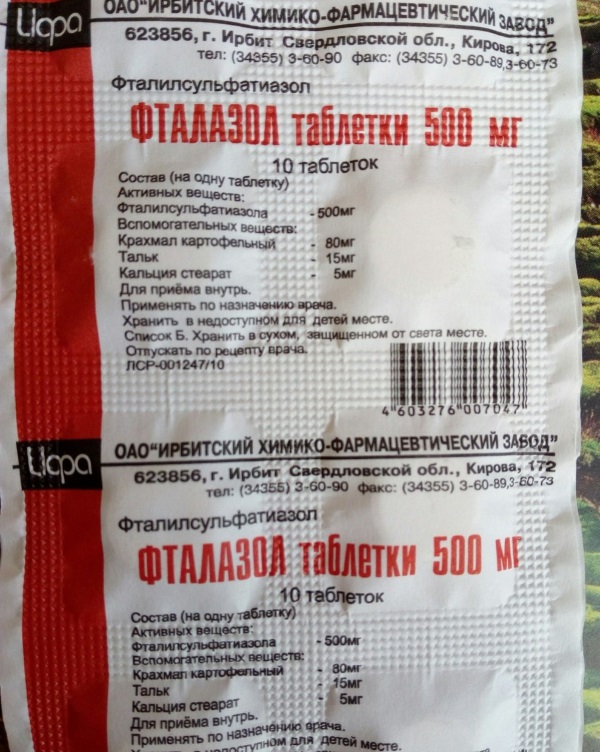 Ицфа
ОАО"ИРБИТСКИЙ ХИМИКО-ФАРМАЦЕВТИЧЕСКИЙ ЗАВОД"
623856, г. Ирбит Свердловской обл., Кирова, 172
тел: (34355) 3-60-90 факс: (34355) 3-60-89,3-60-73
Фталилсульфатиазол
ФТАЛАЗОЛ таблетки 500 мг
10 таблеток
Состав (на одну таблетку)
Активных веществ:
Фталилсульфатиазола - 500мг
Вспомогательных веществ:
Крахмал картофельный - 80мг
Тальк - 15мг
Кальция стеарат - 5мг
Для приёма внутрь.
Применять по назначению врача.
Хранить в недоступном для детей месте.
Список Б. Хранить в сухом, защищенном от света месте.
Отпускать по рецепту врача.
ЛСР-001247/10
4"603276"007047"
Ицфа
ОАО"ИРБИТСКИЙ ХИМИКО-ФАРМАЦЕВТИЧЕСКИЙ ЗАВОД"
623856, г. Ирбит Свердловской обл., Кирова, 172
тел: (34355) 3-60-90 факс: (34355) 3-60-89,3-60-73
Фталилсульфатиазол
ФТАЛАЗОЛ таблетки 500 мг
10 таблеток
Состав (на одну таблетку)
Активных веществ:
Фталилсульфатиазола - 500мг
Вспомогательных веществ:
Крахмал картофельный - 80мг
Тальк - 15мг
Кальция стеарат - 5мг
Для приёма внутрь.
Применять по назначению врача.
недоступном для детей месте.